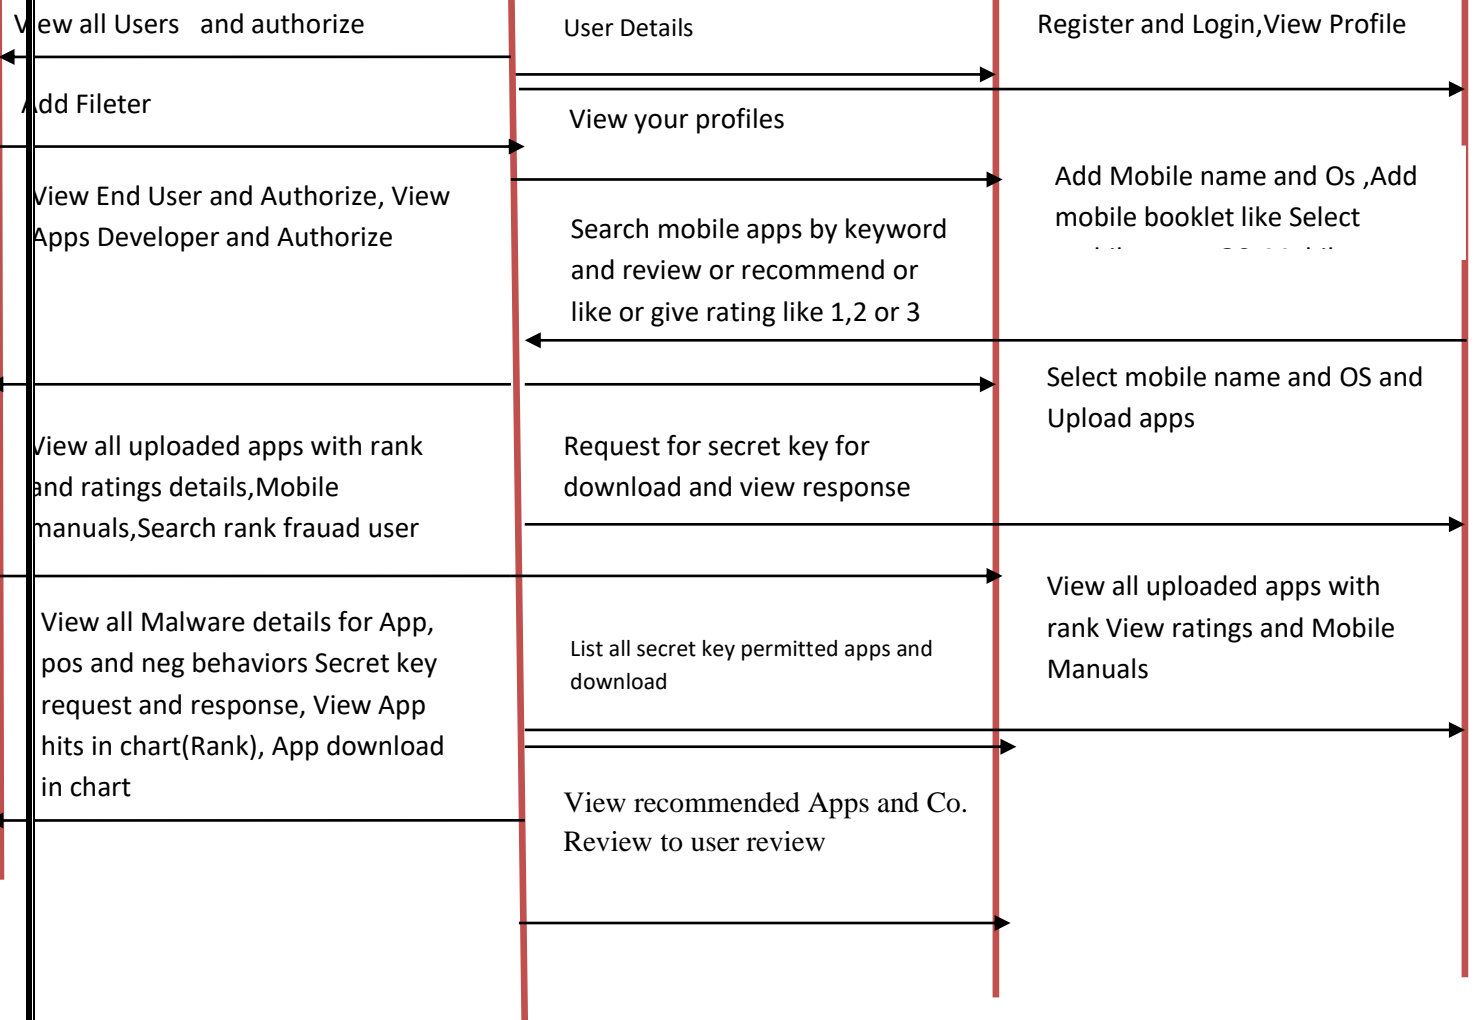 View all Users and authorize
Add Fileter
View End User and Authorize, View
Apps Developer and Authorize
View all uploaded apps with rank
and ratings details,Mobile
manuals,Search rank frauad user
View all Malware details for App,
pos and neg behaviors Secret key
request and response, View App
hits in chart(Rank), App download
in chart
User Details
View your profiles
Search mobile apps by keyword
and review or recommend or
like or give rating like 1,2 or 3
Request for secret key for
download and view response
List all secret key permitted apps and
download
View recommended Apps and Co.
Review to user review
Register and Login,View Profile
Add Mobile name and Os ,Add
mobile booklet like Select
Select mobile name and OS and
Upload apps
View all uploaded apps with
rank View ratings and Mobile
Manuals